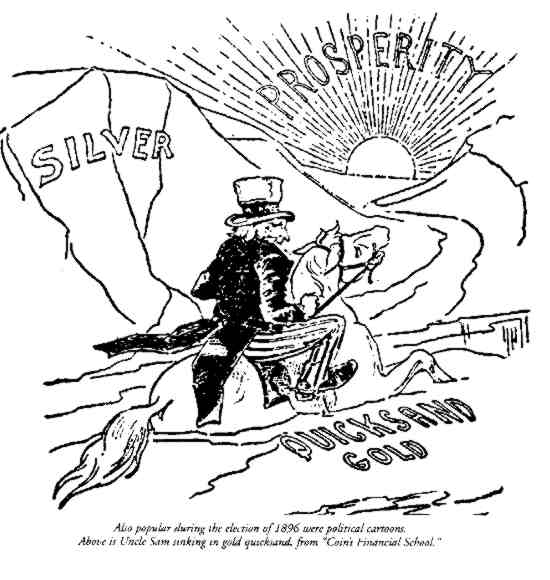 PROSPERITY
SILVER
QUICKSAND
GOLD
Also popular during the election of 1896 were political cartoons.
Above is Uncle Sam sinking in gold quicksand, from "Coin's Financial School."